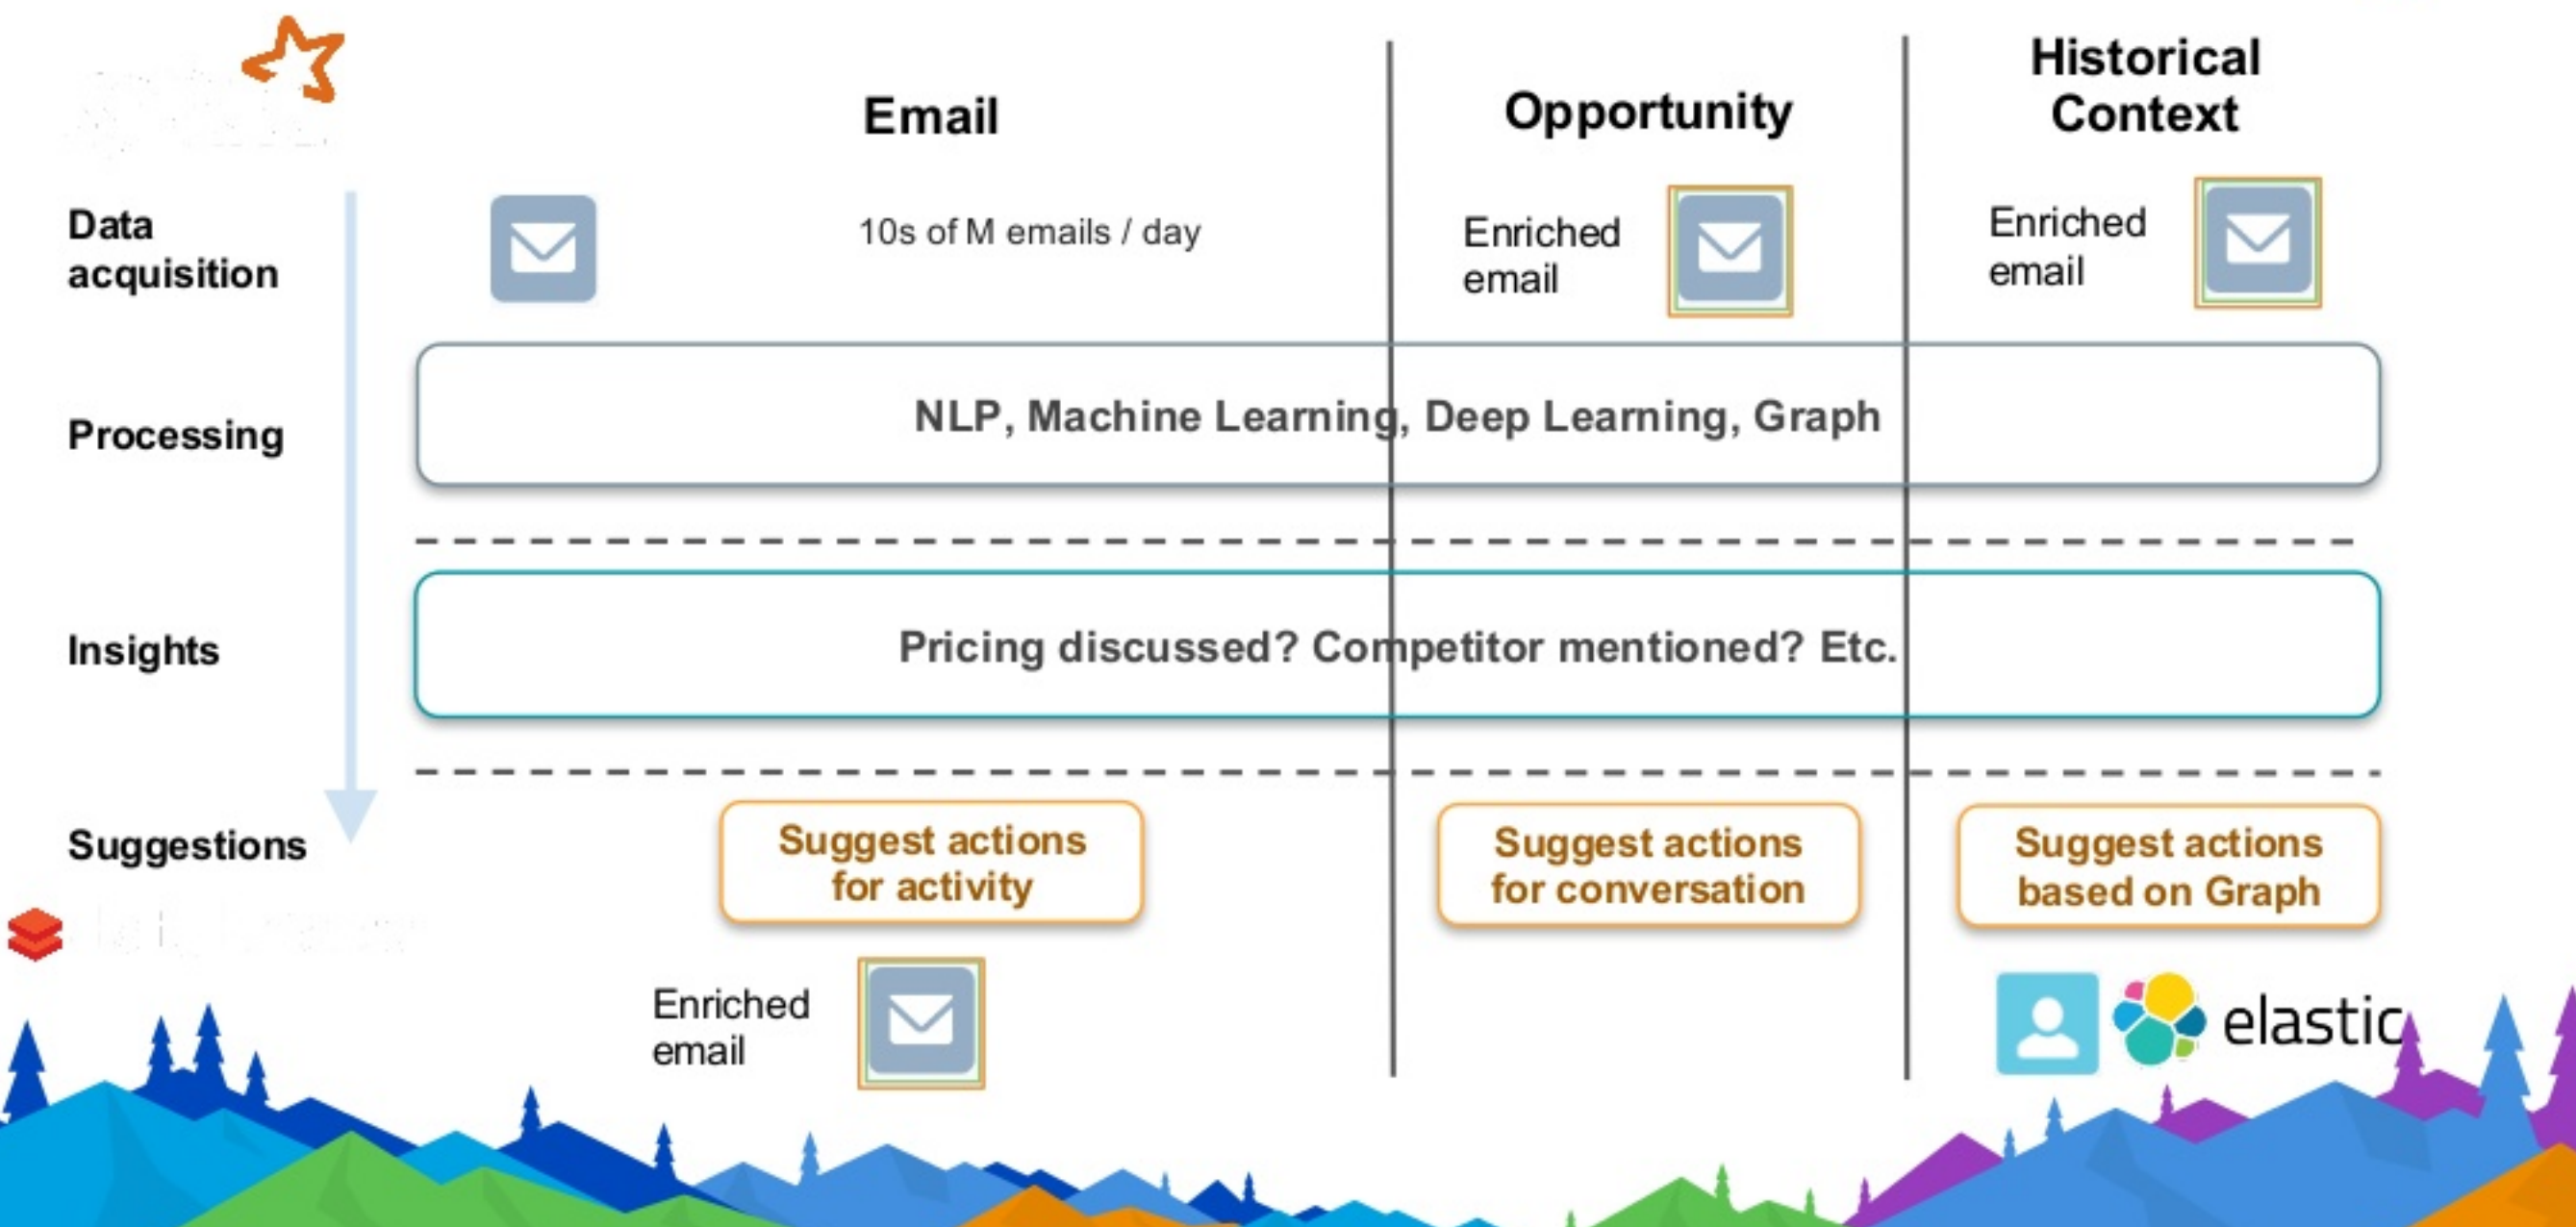 Email
Opportunity
Historical
Context
Data
acquisition
10s of M emails / day
Enriched
email
Enriched
email
Processing
NLP, Machine Learning, Deep Learning, Graph
Insights
Pricing discussed? Competitor mentioned? Etc.
Suggestions
Suggest actions
for activity
Suggest actions
for conversation
Suggest actions
based on Graph
Enriched
email
elastic